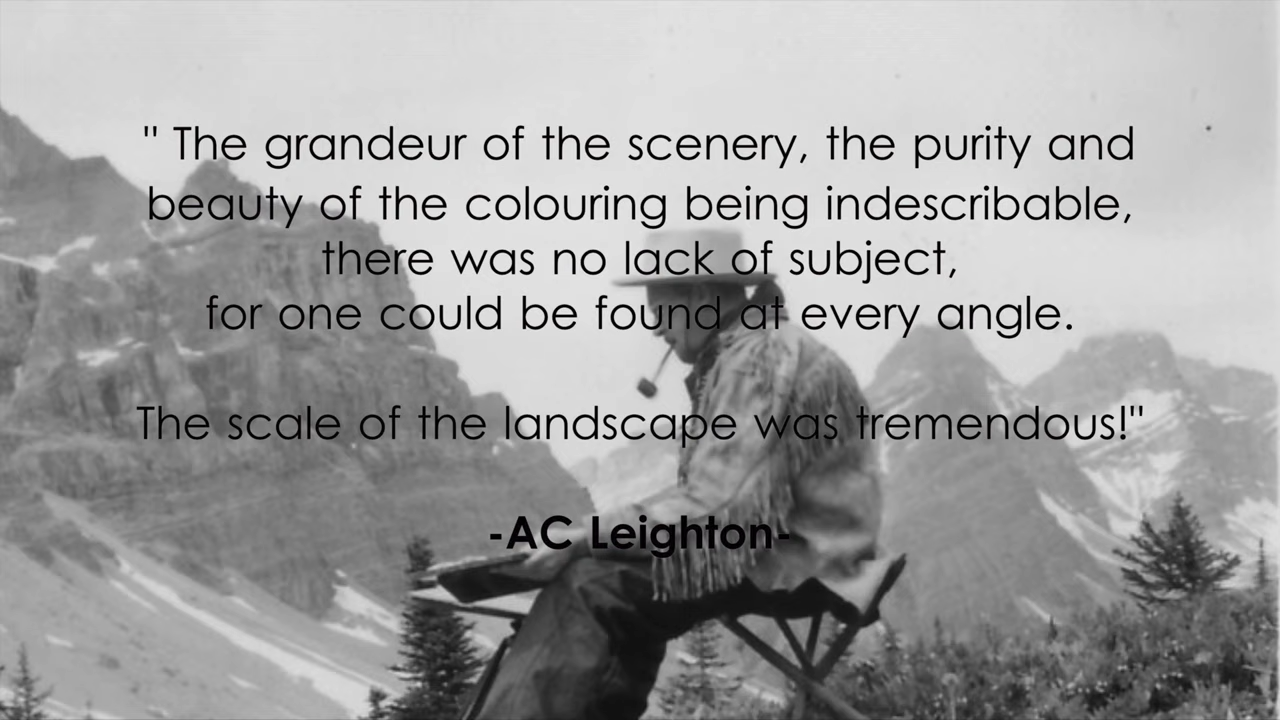 " The grandeur of the scenery, the purity and
beauty of the colouring being indescribable,
there was no lack of subject,
for one could be found at every angle.
The scale of the landscape was tremendous!"
-AC Leighton-